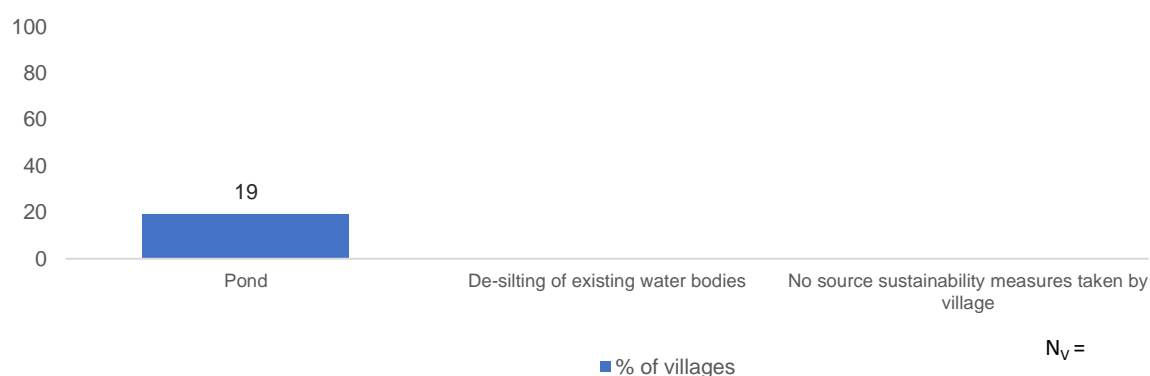 100
80
60
40
20
0
19
Pond
De-silting of existing water bodies
No source sustainability measures taken by
village
% of villages
NV =